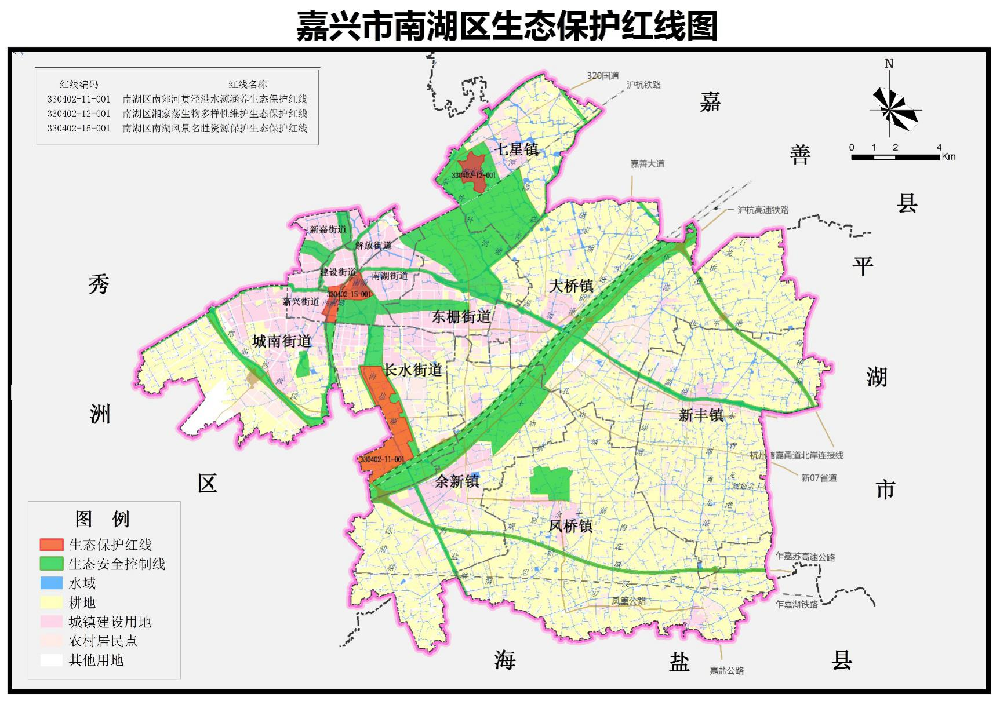 嘉兴市南湖区生态保护红线图
红线编码 红线名称
330402-11-001 南湖区南郊河贯泾港水源涵养生态保护红线
330402-12-001 南湖区湘家荡生物多样性维护生态保护红线
330402-15-001 南湖区南湖风景名胜资源保护生态保护红线
N
0 1 2 4 Km
320国道
沪杭铁路
嘉
善
县
七星镇
330402-12-001
嘉善大道
沪杭高速铁路
平
湖
市
新嘉街道
解放街道
建设街道
南湖街道
330402-15-001
新兴街道
大桥镇
东栅街道
城南街道
长水街道
秀
洲
区
新丰镇
330402-11-001
余新镇
凤桥镇
杭州湾嘉甬道北岸连接线
新07省道
乍嘉苏高速公路
乍嘉湖铁路
凤篁公路
嘉盐公路
海
盐
县
图例
生态保护红线
生态安全控制线
水域
耕地
城镇建设用地
农村居民点
其他用地